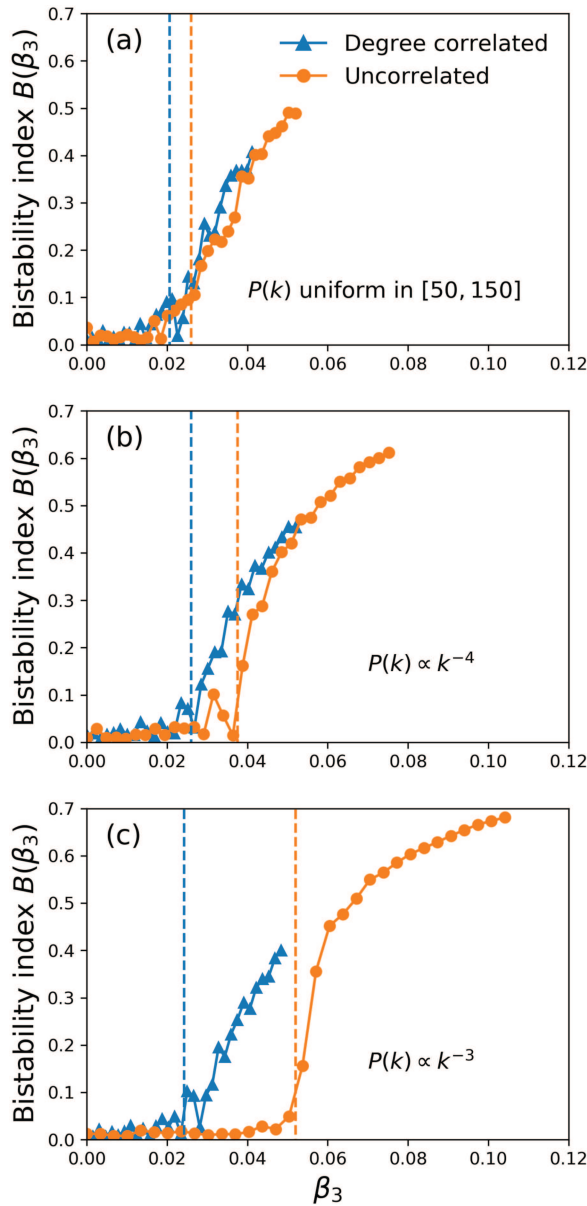 (a)
Degree correlated
Uncorrelated
Bistability index B(β₃)
0.7
0.6
0.5
0.4
0.3
0.2
0.1
0.0
P(k) uniform in [50, 150]
0.00 0.02 0.04 0.06 0.08 0.10 0.12
(b)
Bistability index B(β₃)
0.7
0.6
0.5
0.4
0.3
0.2
0.1
0.0
P(k) ∝ k⁻⁴
0.00 0.02 0.04 0.06 0.08 0.10 0.12
(c)
Bistability index B(β₃)
0.7
0.6
0.5
0.4
0.3
0.2
0.1
0.0
P(k) ∝ k⁻³
0.00 0.02 0.04 0.06 0.08 0.10 0.12
β₃